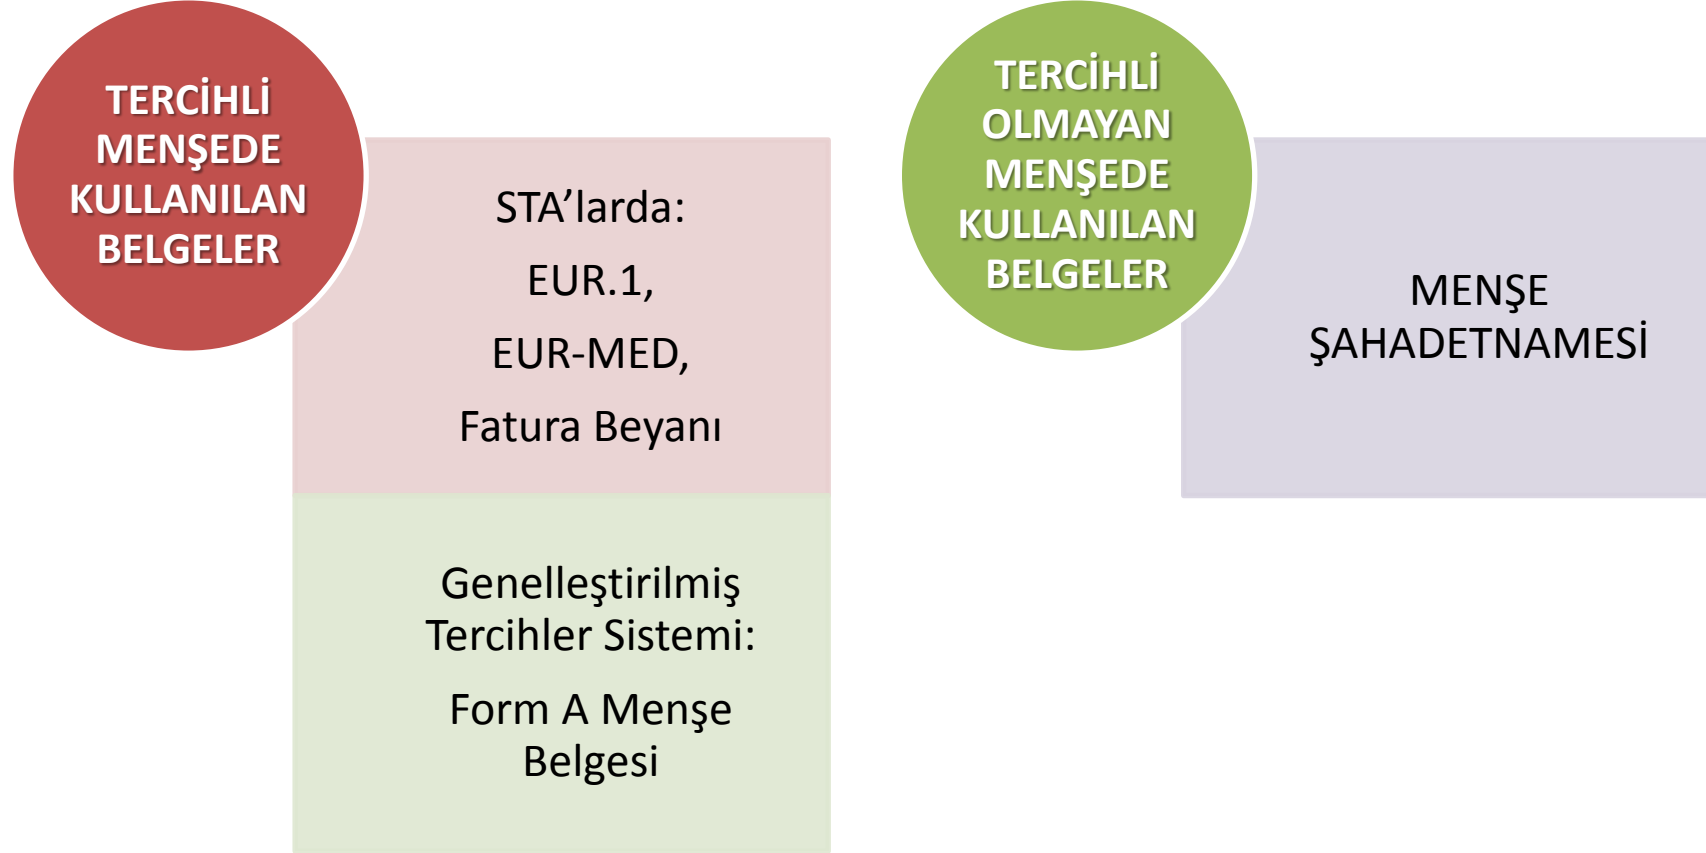 TERCİHLİ
MENŞEDE
KULLANILAN
BELGELER
STA’larda:
EUR.1,
EUR-MED,
Fatura Beyanı
Genelleştirilmiş
Tercihler Sistemi:
Form A Menşe
Belgesi
TERCİHLİ
OLMAYAN
MENŞEDE
KULLANILAN
BELGELER
MENŞE
ŞAHADETNAMESİ